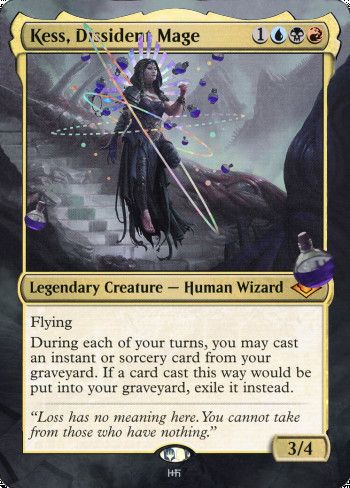 Kess, Dissident Mage 1
Legendary Creature — Human Wizard
Flying
During each of your turns, you may cast
an instant or sorcery card from your
graveyard. If a card cast this way would be
put into your graveyard, exile it instead.
“Loss has no meaning here. You cannot take
from those who have nothing.”
3/4